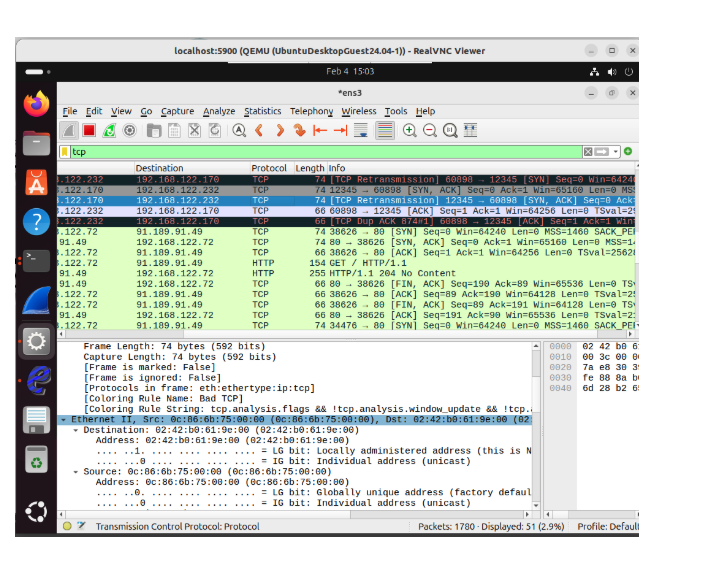 localhost:5900 (QEMU (UbuntuDesktopGuest24.04-1)) - RealVNC Viewer
Feb 4 15:03
*ens3
File Edit View Go Capture Analyze Statistics Telephony Wireless Tools Help
tcp
Destination Protocol Length Info
.122.232 192.168.122.170 TCP 74 [TCP Retransmission] 60898 → 12345 [SYN] Seq=0 Win=6424
.122.170 192.168.122.232 TCP 74 12345 → 60898 [SYN, ACK] Seq=0 Ack=1 Win=65160 Len=0 MSS
.122.170 192.168.122.232 TCP 74 [TCP Retransmission] 12345 → 60898 [SYN, ACK] Seq=0 Ack
.122.232 192.168.122.170 TCP 66 60898 → 12345 [ACK] Seq=1 Ack=1 Win=64256 Len=0 TSval=2
.122.232 192.168.122.170 TCP 66 [TCP Dup ACK 874#1] 60898 → 12345 [ACK] Seq=1 Ack=1 Win
.122.72 91.189.91.49 TCP 74 38626 → 80 [SYN] Seq=0 Win=64240 Len=0 MSS=1460 SACK_PE
91.49 192.168.122.72 TCP 74 80 → 38626 [SYN, ACK] Seq=0 Ack=1 Win=65160 Len=0 MSS=1
.122.72 91.189.91.49 TCP 66 38626 → 80 [ACK] Seq=1 Ack=1 Win=64256 Len=0 TSval=2562
.122.72 91.189.91.49 HTTP 154 GET / HTTP/1.1
91.49 192.168.122.72 HTTP 255 HTTP/1.1 204 No Content
91.49 192.168.122.72 TCP 66 80 → 38626 [FIN, ACK] Seq=190 Ack=89 Win=65536 Len=0 TS
.122.72 91.189.91.49 TCP 66 38626 → 80 [ACK] Seq=89 Ack=190 Win=64128 Len=0 TSval=2
.122.72 91.189.91.49 TCP 66 38626 → 80 [FIN, ACK] Seq=89 Ack=191 Win=64128 Len=0 TS
91.49 192.168.122.72 TCP 66 80 → 38626 [ACK] Seq=191 Ack=90 Win=65536 Len=0 TSval=2
.122.72 91.189.91.49 TCP 74 34476 → 80 [SYN] Seq=0 Win=64240 Len=0 MSS=1460 SACK_PE
Frame Length: 74 bytes (592 bits)
Capture Length: 74 bytes (592 bits)
[Frame is marked: False]
[Frame is ignored: False]
[Protocols in frame: eth:ethertype:ip:tcp]
[Coloring Rule Name: Bad TCP]
[Coloring Rule String: tcp.analysis.flags && !tcp.analysis.window_update && !tcp.
Ethernet II, Src: 0c:86:6b:75:00:00 (0c:86:6b:75:00:00), Dst: 02:42:b0:61:9e:00 (02
Destination: 02:42:b0:61:9e:00 (02:42:b0:61:9e:00)
Address: 02:42:b0:61:9e:00 (02:42:b0:61:9e:00)
.... ..1. .... .... .... .... = LG bit: Locally administered address (this is N
.... ...0 .... .... .... .... = IG bit: Individual address (unicast)
Source: 0c:86:6b:75:00:00 (0c:86:6b:75:00:00)
Address: 0c:86:6b:75:00:00 (0c:86:6b:75:00:00)
.... ..0. .... .... .... .... = LG bit: Globally unique address (factory defaul
.... ...0 .... .... .... .... = IG bit: Individual address (unicast)
0000 02 42 b0 6
0010 00 3c 00 0
0020 7a e8 30 3
0030 fe 88 8a b
0040 6d 28 b2 6
Transmission Control Protocol: Protocol Packets: 1780 · Displayed: 51 (2.9%) Profile: Default